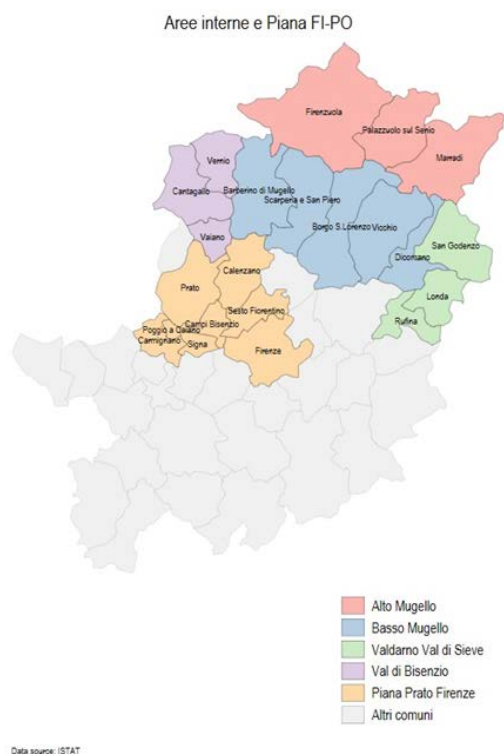 Aree interne e Piana FI-PO
Firenzuola
Palazzuolo sul Senio
Marradi
Vernio
Cantagallo
Barberino di Mugello
Scarperia e San Piero
Borgo S.Lorenzo
Vicchio
Vaiano
San Godenzo
Dicomano
Calenzano
Prato
Londa
Sesto Fiorentino
Rufina
Campi Bisenzio
Poggio a Caiano
Carmignano
Signa
Firenze
Alto Mugello
Basso Mugello
Valdarno Val di Sieve
Val di Bisenzio
Piana Prato Firenze
Altri comuni
Data source: ISTAT